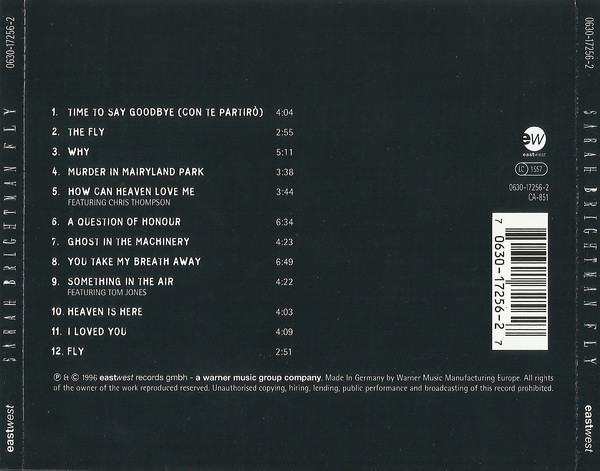 0630-17256-2
SARAH BRIGHTMAN FLY
eastwest
1. TIME TO SAY GOODBYE (CON TE PARTIRÒ) 4:04
2. THE FLY 2:55
3. WHY 5:11
4. MURDER IN MAIRYLAND PARK 3:38
5. HOW CAN HEAVEN LOVE ME 3:44
FEATURING CHRIS THOMPSON
6. A QUESTION OF HONOUR 6:34
7. GHOST IN THE MACHINERY 4:23
8. YOU TAKE MY BREATH AWAY 6:49
9. SOMETHING IN THE AIR 4:22
FEATURING TOM JONES
10. HEAVEN IS HERE 4:03
11. I LOVED YOU 4:09
12. FLY 2:51
ew
eastwest
LC 1557
0630-17256-2
CA-851
7 0630-17256-2 7
℗ & © 1996 eastwest records gmbh - a warner music group company. Made In Germany by Warner Music Manufacturing Europe. All rights
of the owner of the work reproduced reserved. Unauthorised copying, hiring, lending, public performance and broadcasting of this record prohibited.
0630-17256-2
SARAH BRIGHTMAN FLY
eastwest